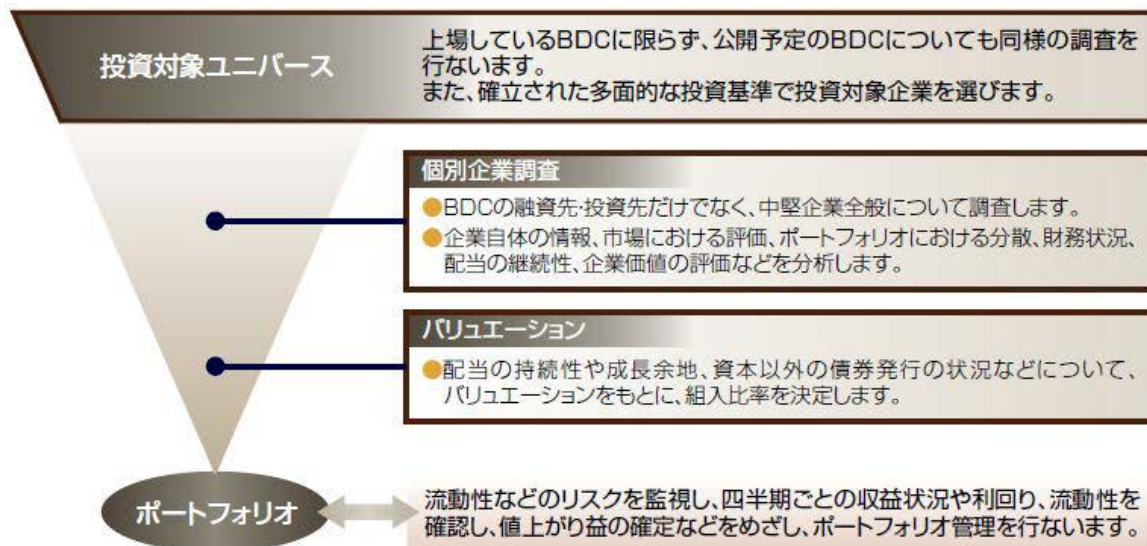 投資対象ユニバース
上場しているBDCに限らず、公開予定のBDCについても同様の調査を
行ないます。
また、確立された多面的な投資基準で投資対象企業を選びます。
個別企業調査
●BDCの融資先・投資先だけでなく、中堅企業全般について調査します。
●企業自体の情報、市場における評価、ポートフォリオにおける分散、財務状況、
配当の継続性、企業価値の評価などを分析します。
バリュエーション
●配当の持続性や成長余地、資本以外の債券発行の状況などについて、
バリュエーションをもとに、組入比率を決定します。
ポートフォリオ
流動性などのリスクを監視し、四半期ごとの収益状況や利回り、流動性を
確認し、値上がり益の確定などをめざし、ポートフォリオ管理を行ないます。